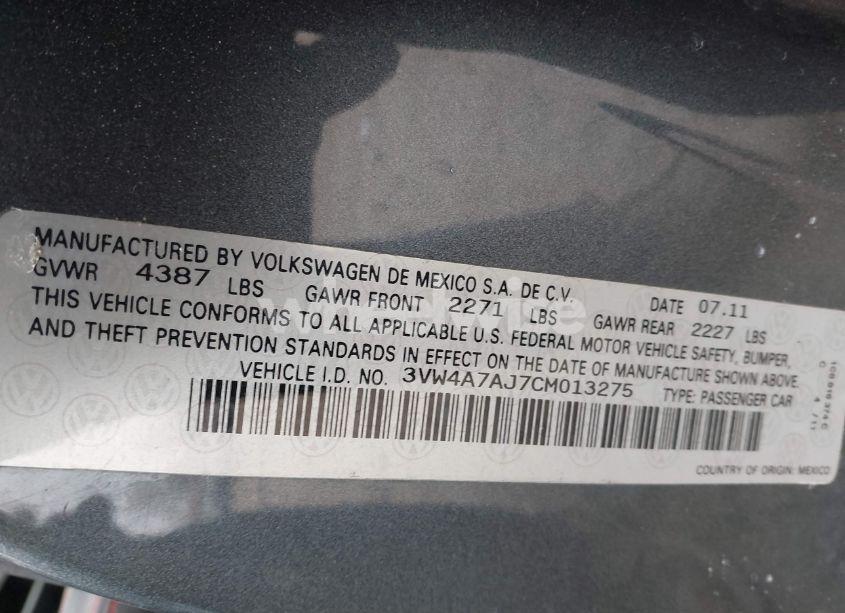 MANUFACTURED BY VOLKSWAGEN DE MEXICO S.A. DE C.V. DATE 07.11
GVWR 4387 LBS GAWR FRONT 2271 LBS GAWR REAR 2227 LBS
THIS VEHICLE CONFORMS TO ALL APPLICABLE U.S. FEDERAL MOTOR VEHICLE SAFETY, BUMPER,
AND THEFT PREVENTION STANDARDS IN EFFECT ON THE DATE OF MANUFACTURE SHOWN ABOVE.
VEHICLE I.D. NO. 3VW4A7AJ7CM013275 TYPE: PASSENGER CAR
COUNTRY OF ORIGIN: MEXICO